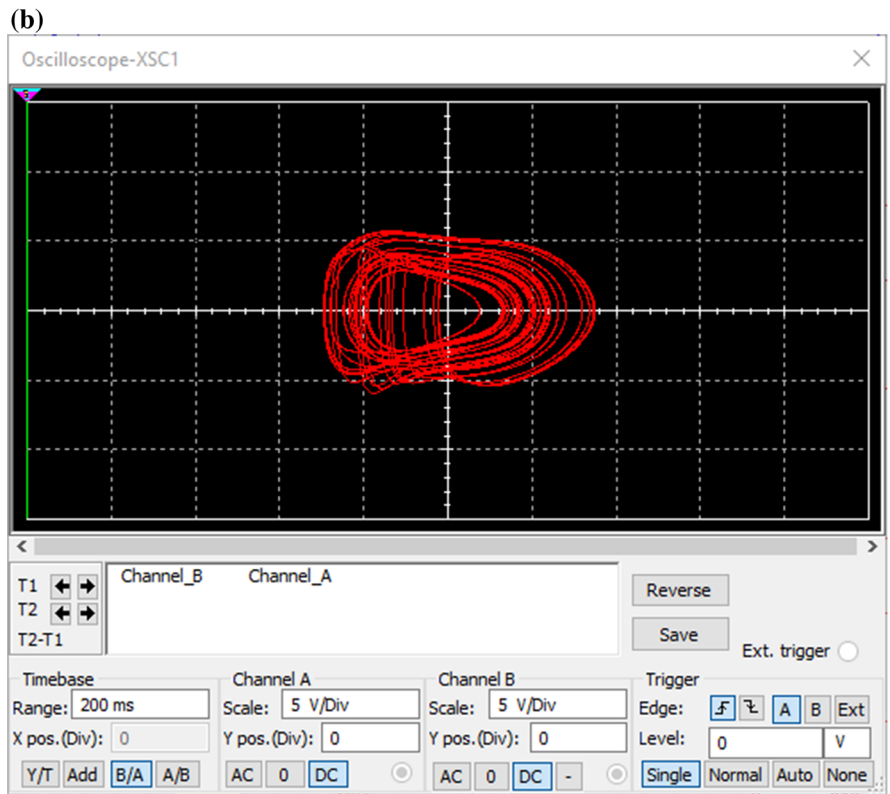 (b)
Oscilloscope-XSC1
T1
T2
T2-T1
Channel_B Channel_A
Reverse
Save
Ext. trigger
Timebase
Range: 200 ms
X pos.(Div): 0
Y/T Add B/A A/B
Channel A
Scale: 5 V/Div
Y pos.(Div): 0
AC 0 DC
Channel B
Scale: 5 V/Div
Y pos.(Div): 0
AC 0 DC -
Trigger
Edge: A B Ext
Level: 0 V
Single Normal Auto None